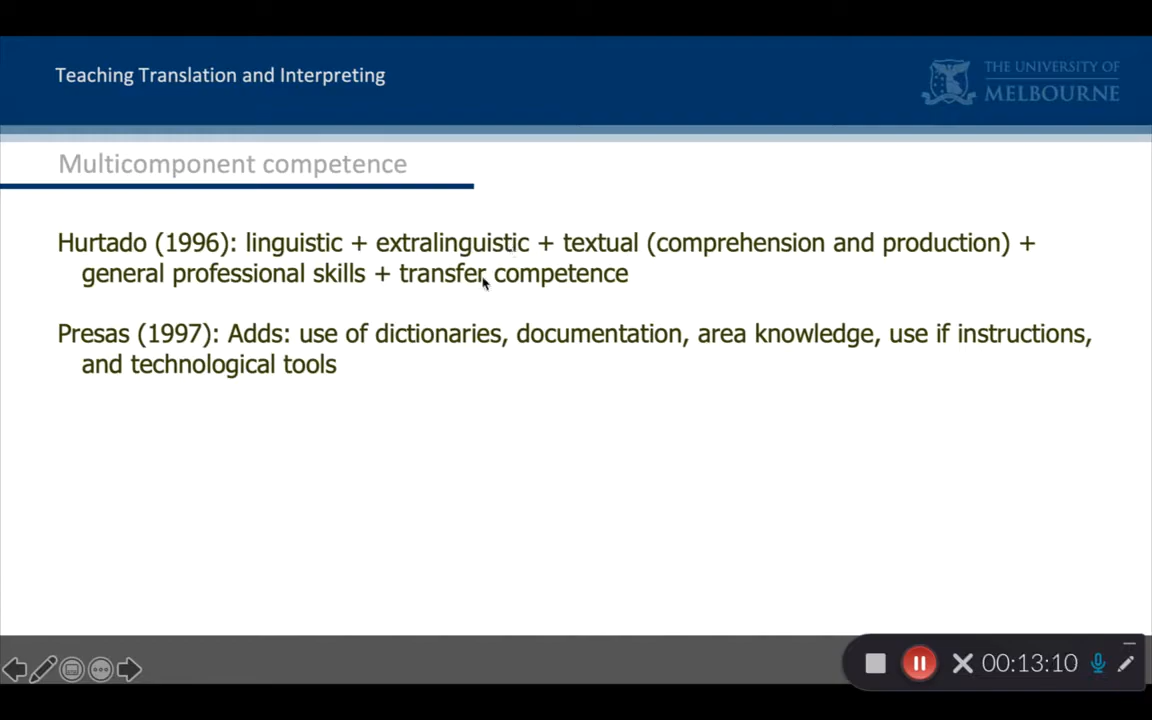 Teaching Translation and Interpreting
THE UNIVERSITY OF
MELBOURNE
Multicomponent competence
Hurtado (1996): linguistic + extralinguistic + textual (comprehension and production) +
general professional skills + transfer competence
Presas (1997): Adds: use of dictionaries, documentation, area knowledge, use if instructions,
and technological tools
00:13:10